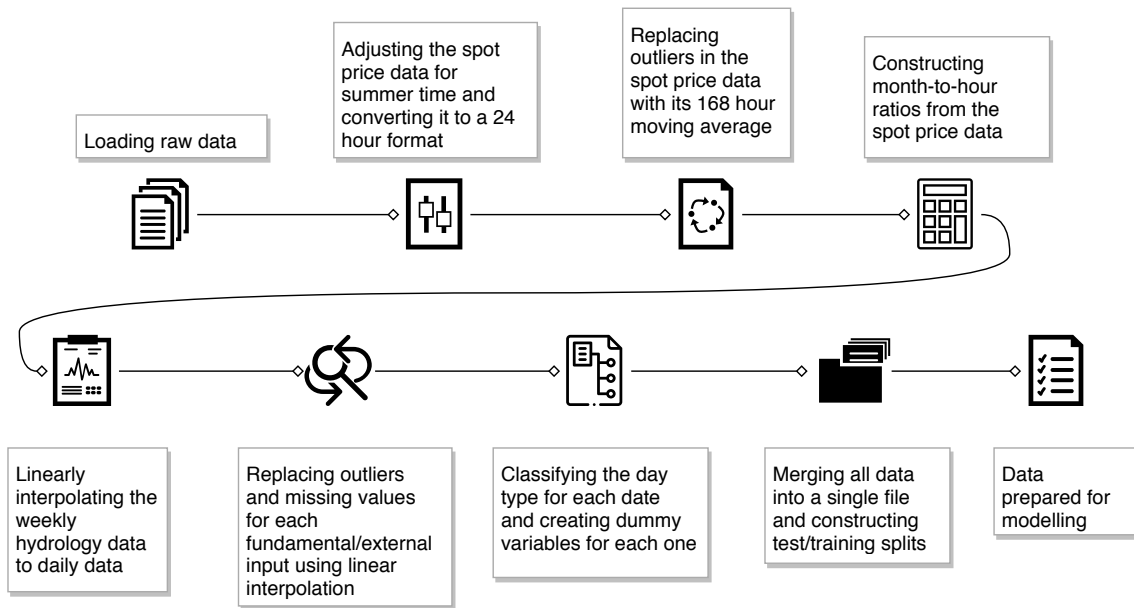 Loading raw data
Adjusting the spot
price data for
summer time and
converting it to a 24
hour format
Replacing
outliers in the
spot price data
with its 168 hour
moving average
Constructing
month-to-hour
ratios from the
spot price data
Linearly
interpolating the
weekly
hydrology data
to daily data
Replacing outliers
and missing values
for each
fundamental/external
input using linear
interpolation
Classifying the day
type for each date
and creating dummy
variables for each one
Merging all data
into a single file
and constructing
test/training splits
Data
prepared for
modelling